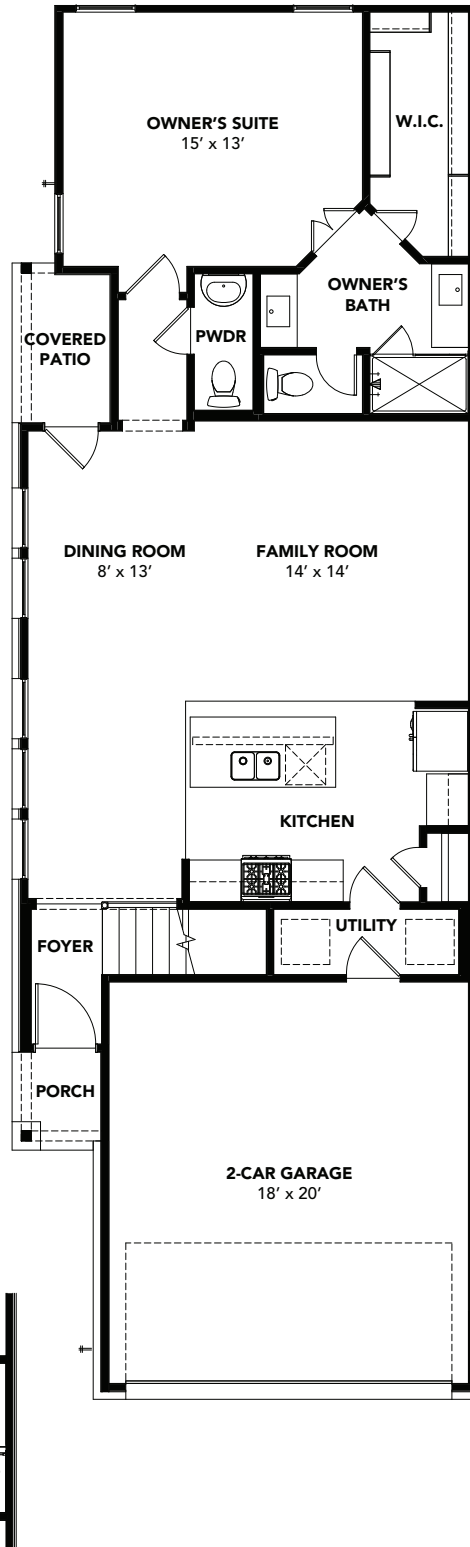 OWNER'S SUITE
15' x 13'
W.I.C.
OWNER'S
BATH
PWDR
COVERED
PATIO
DINING ROOM
8' x 13'
FAMILY ROOM
14' x 14'
KITCHEN
UTILITY
FOYER
PORCH
2-CAR GARAGE
18' x 20'